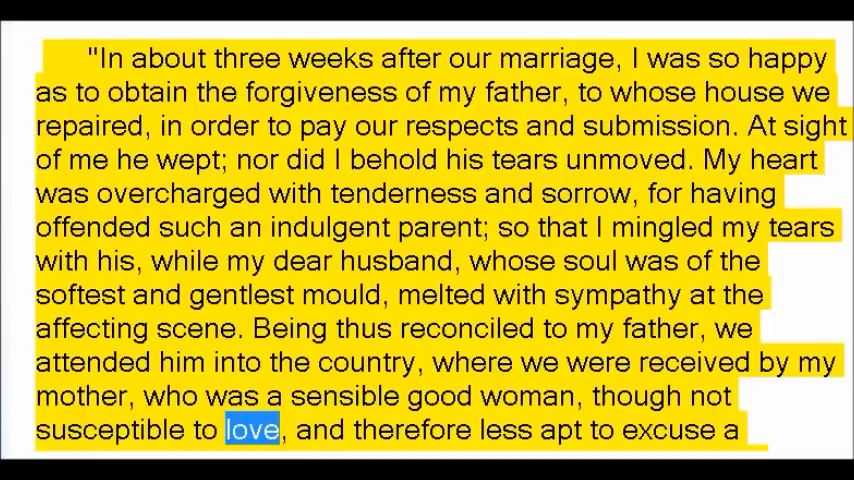 "In about three weeks after our marriage, I was so happy
as to obtain the forgiveness of my father, to whose house we
repaired, in order to pay our respects and submission. At sight
of me he wept; nor did I behold his tears unmoved. My heart
was overcharged with tenderness and sorrow, for having
offended such an indulgent parent; so that I mingled my tears
with his, while my dear husband, whose soul was of the
softest and gentlest mould, melted with sympathy at the
affecting scene. Being thus reconciled to my father, we
attended him into the country, where we were received by my
mother, who was a sensible good woman, though not
susceptible to love, and therefore less apt to excuse a